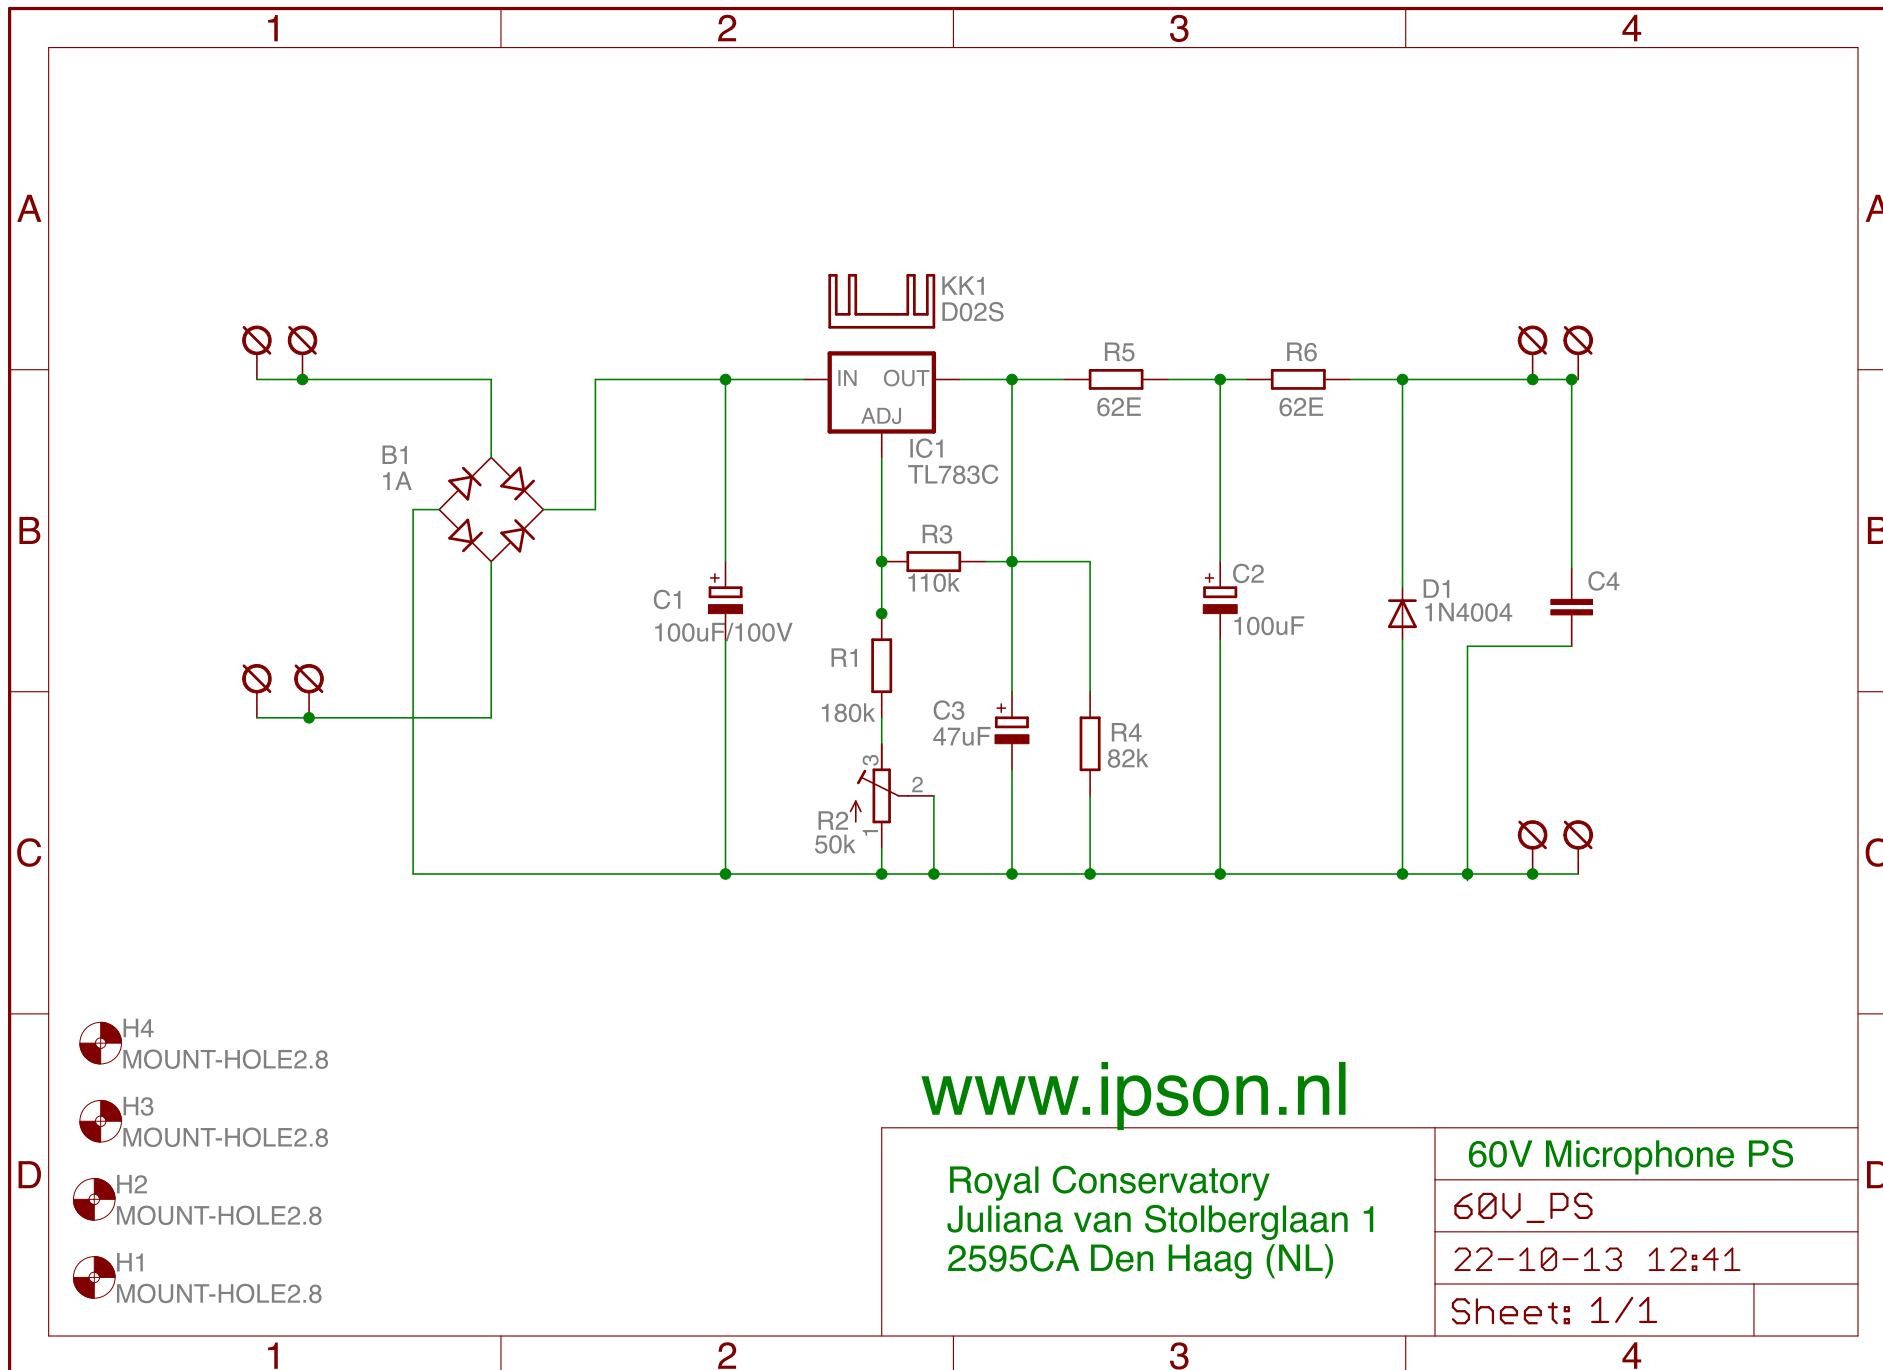 1 2 3 4
A A
KK1
D02S
R5 R6
IN OUT
62E 62E
ADJ
B1
1A
IC1
TL783C
B B
R3
110k
C1
100uF/100V
+
+
C2
100uF
D1
1N4004
C4
R1
180k
C3
47uF
+
R4
82k
3
2
R2
50k
1
C C
H4
MOUNT-HOLE2.8
H3
MOUNT-HOLE2.8
H2
MOUNT-HOLE2.8
H1
MOUNT-HOLE2.8
D D
www.ipson.nl
Royal Conservatory
Juliana van Stolberglaan 1
2595CA Den Haag (NL)
60V Microphone PS
60V_PS
22-10-13 12:41
Sheet: 1/1
1 2 3 4